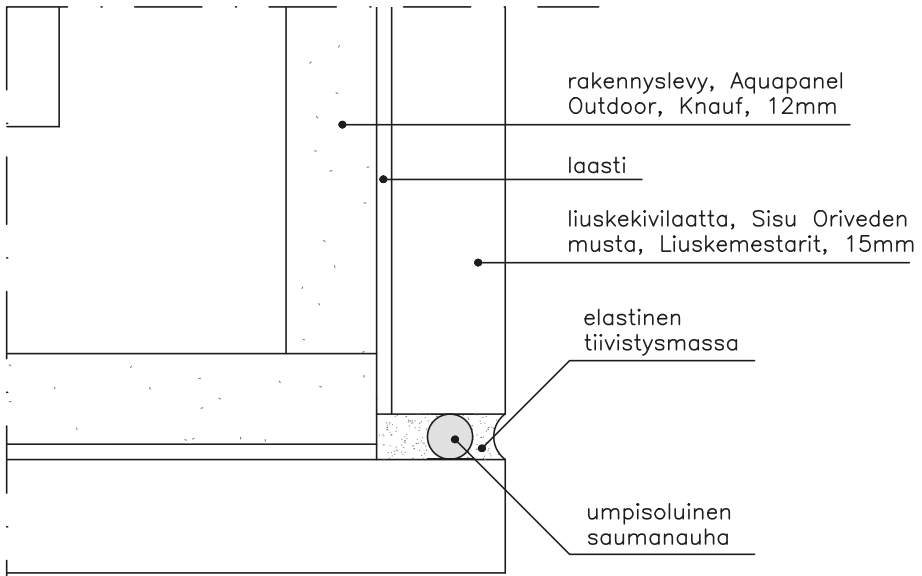 rakennyslevy, Aquapanel
Outdoor, Knauf, 12mm
laasti
liuskekivilaatta, Sisu Oriveden
musta, Liuskemestarit, 15mm
elastinen
tiivistysmassa
umpisoluinen
saumanauha